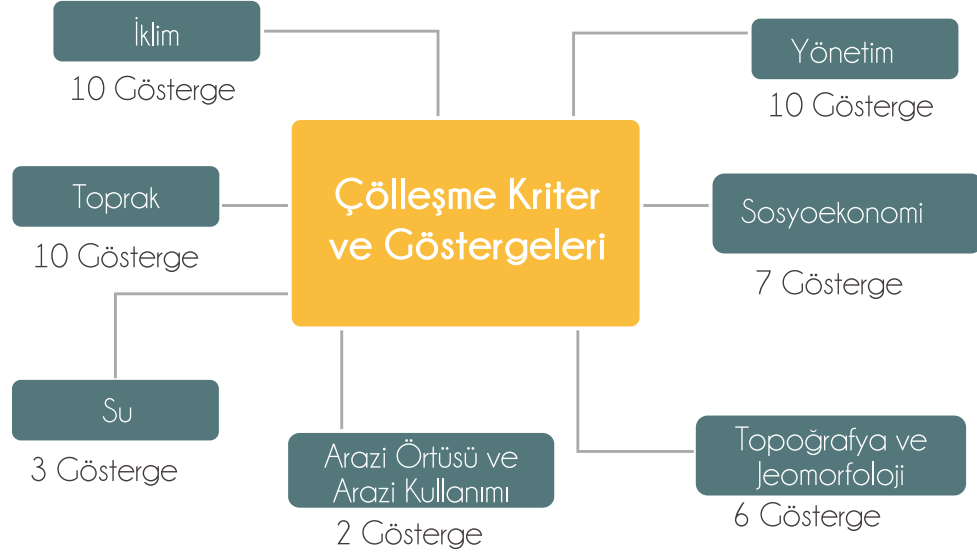 İklim
10 Gösterge
Yönetim
10 Gösterge
Çölleşme Kriter
ve Göstergeleri
Toprak
10 Gösterge
Sosyoekonomi
7 Gösterge
Su
3 Gösterge
Arazi Örtüsü ve
Arazi Kullanımı
2 Gösterge
Topoğrafya ve
Jeomorfoloji
6 Gösterge